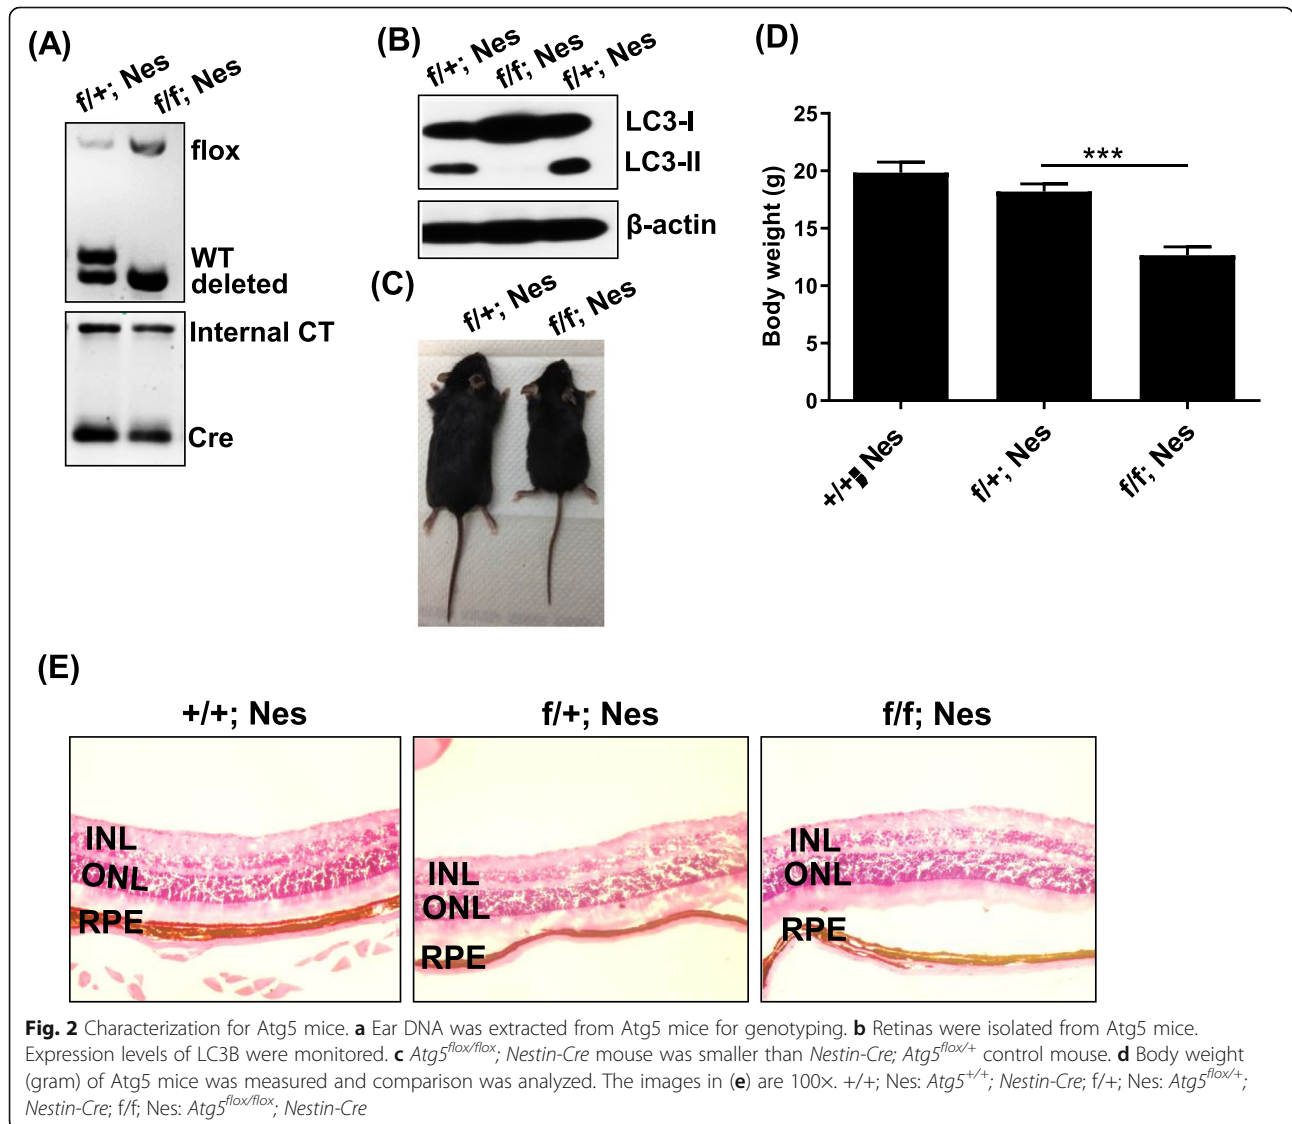 (A)
f/+; Nes
f/f; Nes
flox
WT
deleted
Internal CT
Cre
(B)
f/+; Nes
f/f; Nes
f/+; Nes
LC3-I
LC3-II
β-actin
(C)
f/+; Nes
f/f; Nes
(D)
Body weight (g)
25
20
15
10
5
0
***
+/+; Nes
f/+; Nes
f/f; Nes
(E)
+/+; Nes
INL
ONL
RPE
f/+; Nes
INL
ONL
RPE
f/f; Nes
INL
ONL
RPE
Fig. 2 Characterization for Atg5 mice. a Ear DNA was extracted from Atg5 mice for genotyping. b Retinas were isolated from Atg5 mice.
Expression levels of LC3B were monitored. c Atg5flox/flox; Nestin-Cre mouse was smaller than Nestin-Cre; Atg5flox/+ control mouse. d Body weight
(gram) of Atg5 mice was measured and comparison was analyzed. The images in (e) are 100×. +/+; Nes: Atg5+/+; Nestin-Cre; f/+; Nes: Atg5flox/+;
Nestin-Cre; f/f; Nes: Atg5flox/flox; Nestin-Cre